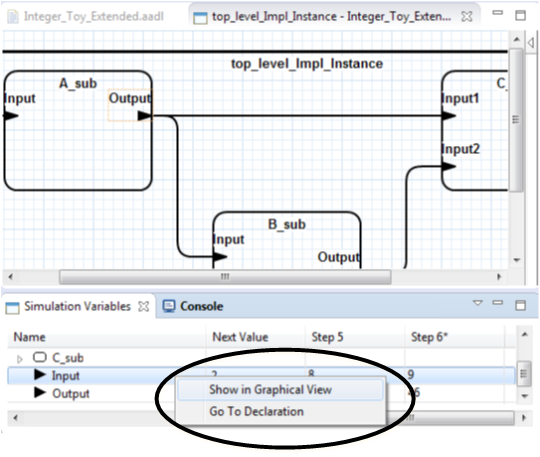 Integer_Toy_Extended.aadl
top_level_Impl_Instance - Integer_Toy_Exten...
top_level_Impl_Instance
A_sub
C_
Input
Output
Input1
Input2
B_sub
Input
Output
Simulation Variables
Console
Name Next Value Step 5 Step 6*
C_sub
Input 2 8 9
Output
Show in Graphical View
Go To Declaration